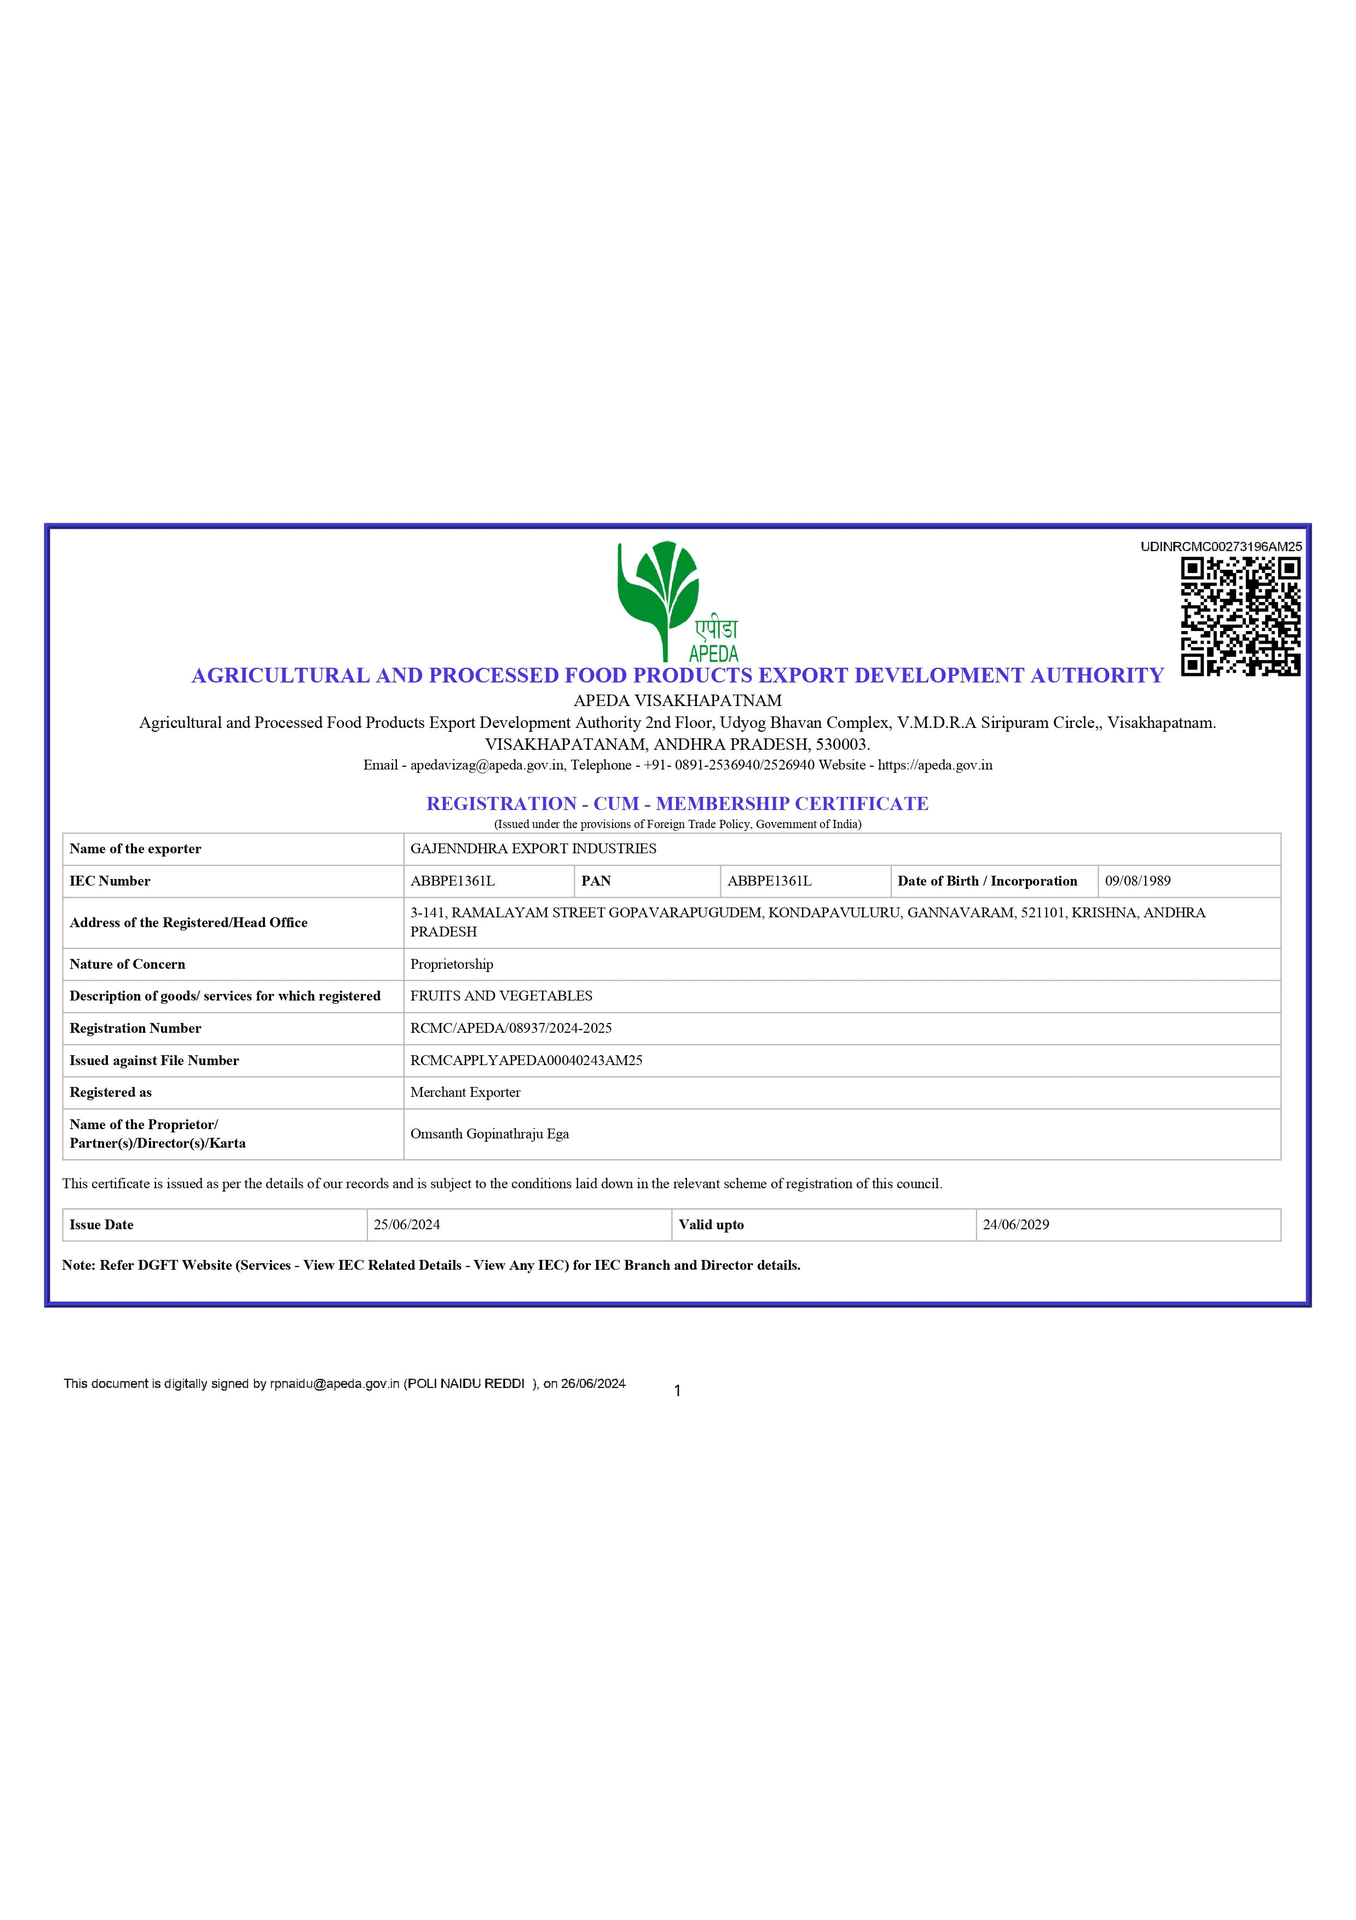 UDINRCMC00273196AM25
एपीडा
APEDA
AGRICULTURAL AND PROCESSED FOOD PRODUCTS EXPORT DEVELOPMENT AUTHORITY
APEDA VISAKHAPATNAM
Agricultural and Processed Food Products Export Development Authority 2nd Floor, Udyog Bhavan Complex, V.M.D.R.A Siripuram Circle,, Visakhapatnam.
VISAKHAPATANAM, ANDHRA PRADESH, 530003.
Email - apedavizag@apeda.gov.in, Telephone - +91- 0891-2536940/2526940 Website - https://apeda.gov.in
REGISTRATION - CUM - MEMBERSHIP CERTIFICATE
(Issued under the provisions of Foreign Trade Policy, Government of India)
Name of the exporter GAJENNDHRA EXPORT INDUSTRIES
IEC Number ABBPE1361L PAN ABBPE1361L Date of Birth / Incorporation 09/08/1989
Address of the Registered/Head Office 3-141, RAMALAYAM STREET GOPAVARAPUGUDEM, KONDAPAVULURU, GANNAVARAM, 521101, KRISHNA, ANDHRA
PRADESH
Nature of Concern Proprietorship
Description of goods/ services for which registered FRUITS AND VEGETABLES
Registration Number RCMC/APEDA/08937/2024-2025
Issued against File Number RCMCAPPLYAPEDA00040243AM25
Registered as Merchant Exporter
Name of the Proprietor/
Partner(s)/Director(s)/Karta Omsanth Gopinathraju Ega
This certificate is issued as per the details of our records and is subject to the conditions laid down in the relevant scheme of registration of this council.
Issue Date 25/06/2024 Valid upto 24/06/2029
Note: Refer DGFT Website (Services - View IEC Related Details - View Any IEC) for IEC Branch and Director details.
This document is digitally signed by rpnaidu@apeda.gov.in (POLI NAIDU REDDI ), on 26/06/2024
1